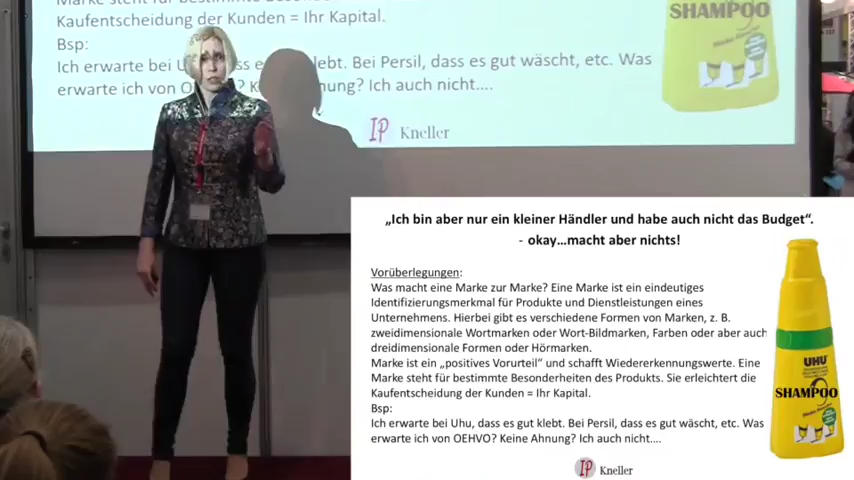 Marke steht für bestimmte
Kaufentscheidung der Kunden = Ihr Kapital.
Bsp:
Ich erwarte bei klebt. Bei Persil, dass es gut wäscht, etc. Was
erwarte ich von Ahnung? Ich auch nicht....
SHAMPOO
IP Kneller
„Ich bin aber nur ein kleiner Händler und habe auch nicht das Budget“.
- okay…macht aber nichts!
Vorüberlegungen:
Was macht eine Marke zur Marke? Eine Marke ist ein eindeutiges
Identifizierungsmerkmal für Produkte und Dienstleistungen eines
Unternehmens. Hierbei gibt es verschiedene Formen von Marken, z. B.
zweidimensionale Wortmarken oder Wort-Bildmarken, Farben oder aber auch
dreidimensionale Formen oder Hörmarken.
Marke ist ein „positives Vorurteil“ und schafft Wiedererkennungswerte. Eine
Marke steht für bestimmte Besonderheiten des Produkts. Sie erleichtert die
Kaufentscheidung der Kunden = Ihr Kapital.
Bsp:
Ich erwarte bei Uhu, dass es gut klebt. Bei Persil, dass es gut wäscht, etc. Was
erwarte ich von OEHVO? Keine Ahnung? Ich auch nicht….
UHU
SHAMPOO
IP Kneller